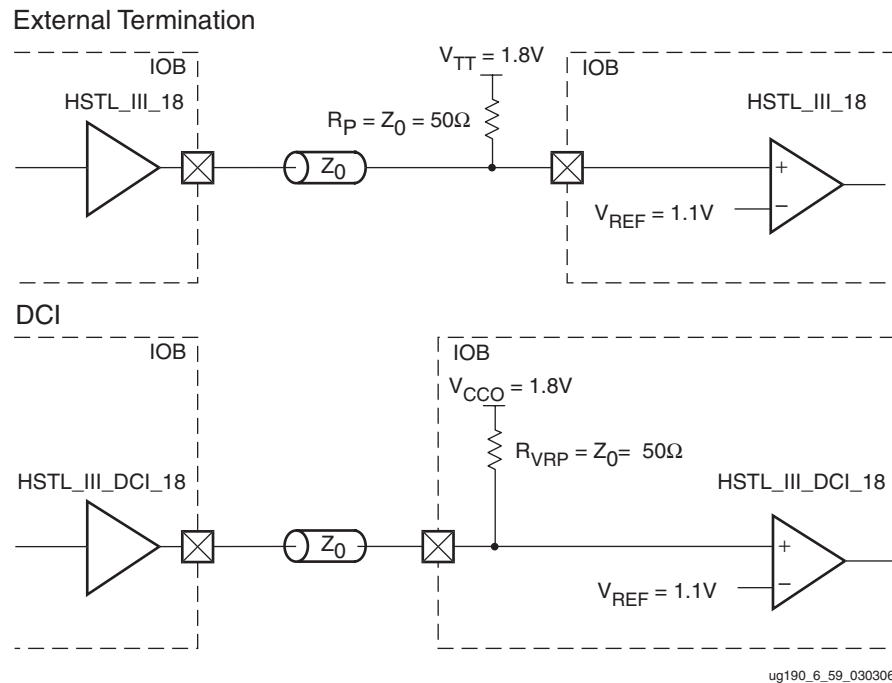 External Termination
IOB
HSTL_III_18
V_TT = 1.8V
R_P = Z_0 = 50Ω
Z_0
IOB
HSTL_III_18
+
−
V_REF = 1.1V
DCI
IOB
HSTL_III_DCI_18
Z_0
IOB
V_CCO = 1.8V
R_VRP = Z_0 = 50Ω
HSTL_III_DCI_18
+
−
V_REF = 1.1V
ug190_6_59_030306